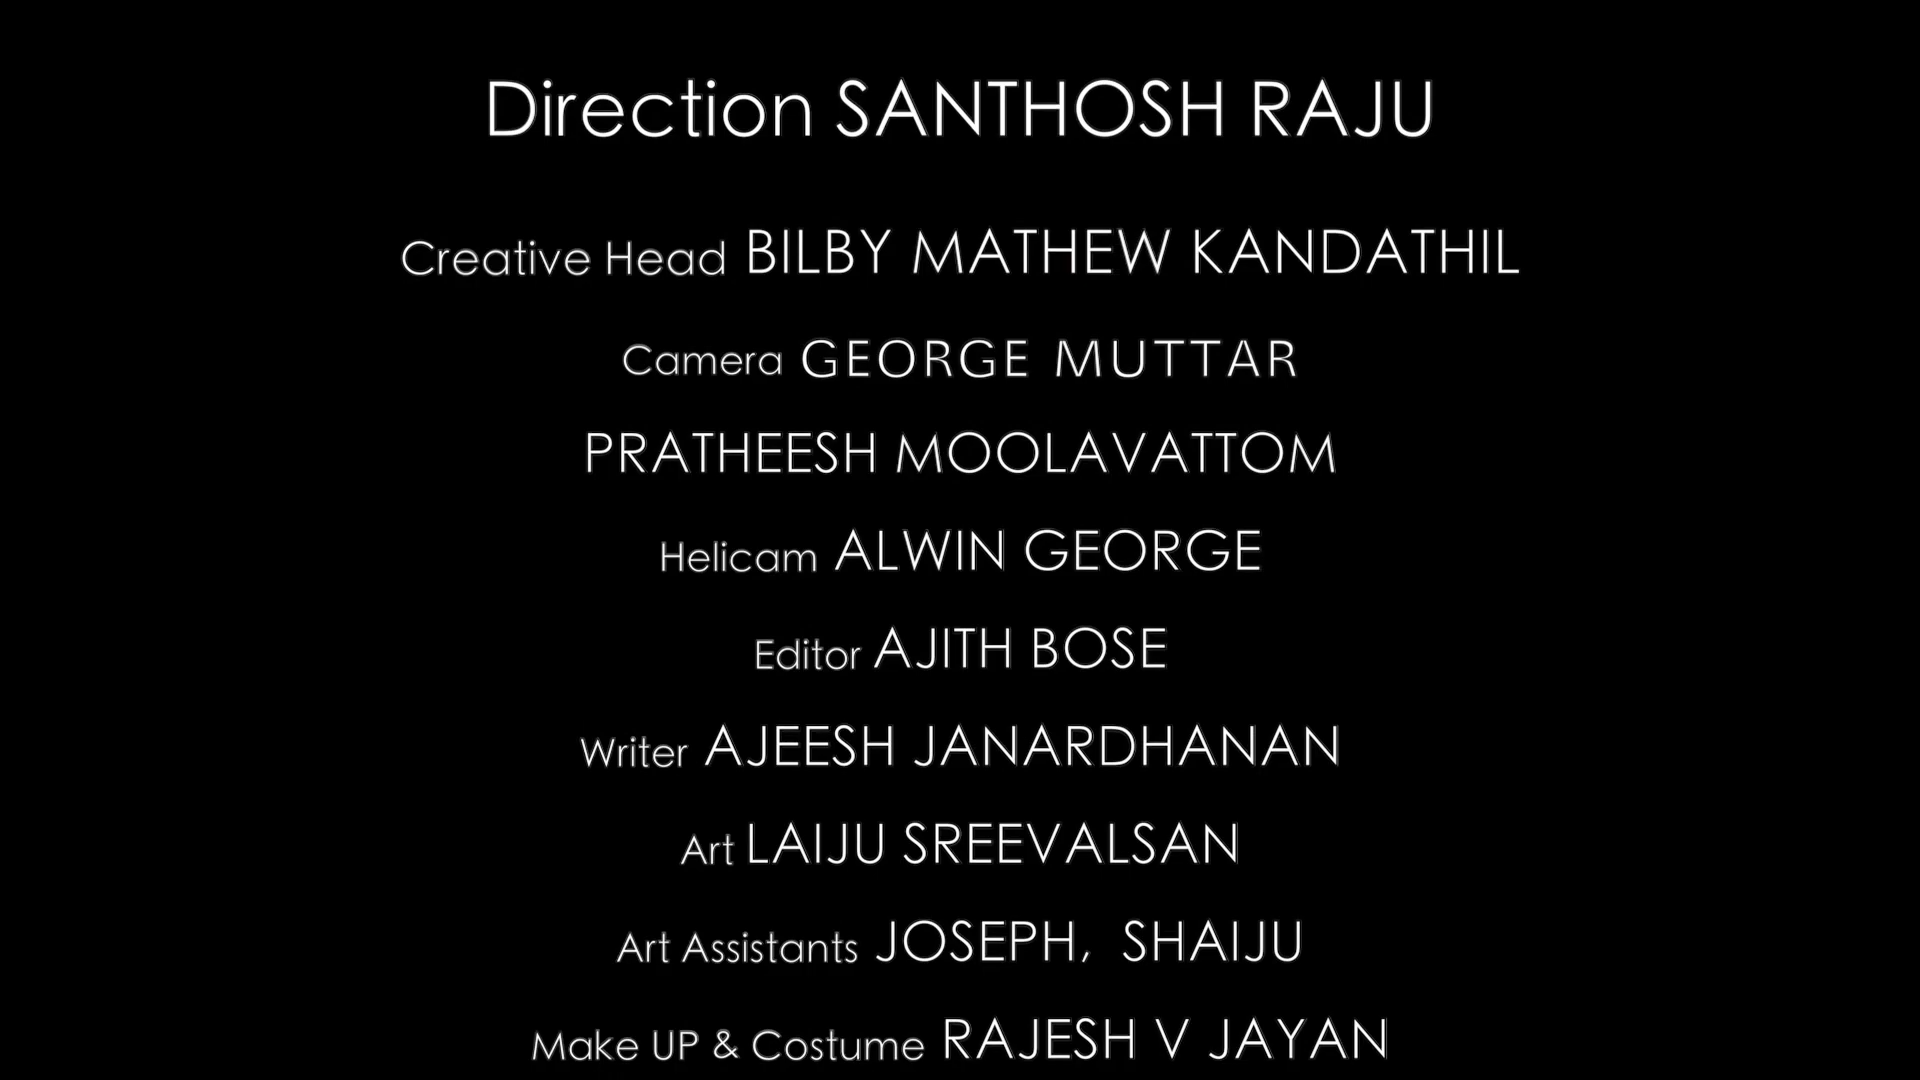 Direction SANTHOSH RAJU
Creative Head BILBY MATHEW KANDATHIL
Camera GEORGE MUTTAR
PRATHEESH MOOLAVATTOM
Helicam ALWIN GEORGE
Editor AJITH BOSE
Writer AJEESH JANARDHANAN
Art LAIJU SREEVALSAN
Art Assistants JOSEPH, SHAIJU
Make UP & Costume RAJESH V JAYAN